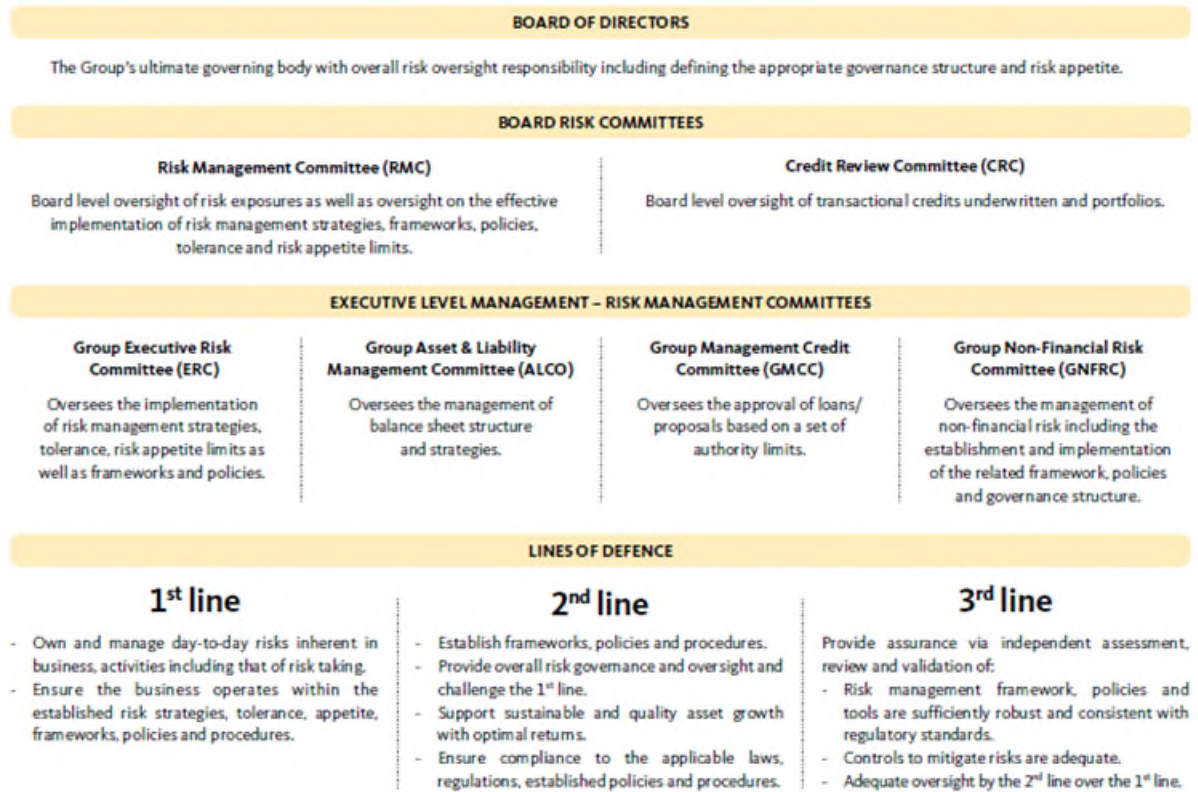 BOARD OF DIRECTORS
The Group's ultimate governing body with overall risk oversight responsibility including defining the appropriate governance structure and risk appetite.
BOARD RISK COMMITTEES
Risk Management Committee (RMC)
Board level oversight of risk exposures as well as oversight on the effective
implementation of risk management strategies, frameworks, policies,
tolerance and risk appetite limits.
Credit Review Committee (CRC)
Board level oversight of transactional credits underwritten and portfolios.
EXECUTIVE LEVEL MANAGEMENT – RISK MANAGEMENT COMMITTEES
Group Executive Risk
Committee (ERC)
Oversees the implementation
of risk management strategies,
tolerance, risk appetite limits as
well as frameworks and policies.
Group Asset & Liability
Management Committee (ALCO)
Oversees the management of
balance sheet structure
and strategies.
Group Management Credit
Committee (GMCC)
Oversees the approval of loans/
proposals based on a set of
authority limits.
Group Non-Financial Risk
Committee (GNFRC)
Oversees the management of
non-financial risk including the
establishment and implementation
of the related framework, policies
and governance structure.
LINES OF DEFENCE
1st line
- Own and manage day-to-day risks inherent in
business, activities including that of risk taking.
- Ensure the business operates within the
established risk strategies, tolerance, appetite,
frameworks, policies and procedures.
2nd line
- Establish frameworks, policies and procedures.
- Provide overall risk governance and oversight and
challenge the 1st line.
- Support sustainable and quality asset growth
with optimal returns.
- Ensure compliance to the applicable laws,
regulations, established policies and procedures.
3rd line
Provide assurance via independent assessment,
review and validation of:
- Risk management framework, policies and
tools are sufficiently robust and consistent with
regulatory standards.
- Controls to mitigate risks are adequate.
- Adequate oversight by the 2nd line over the 1st line.